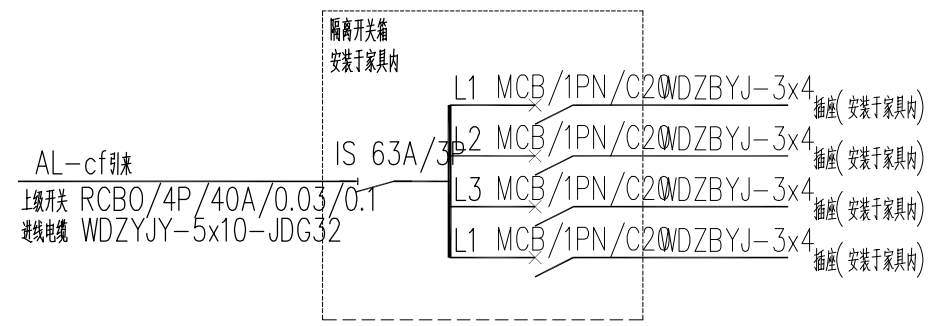 隔离开关箱
安装于家具内
L1 MCB/1PN/C20 WDZBYJ-3x4 插座(安装于家具内)
AL-cf引来
IS 63A/3P
L2 MCB/1PN/C20 WDZBYJ-3x4 插座(安装于家具内)
上级开关 RCBO/4P/40A/0.03/0.1
L3 MCB/1PN/C20 WDZBYJ-3x4 插座(安装于家具内)
进线电缆 WDZYJY-5x10-JDG32
L1 MCB/1PN/C20 WDZBYJ-3x4 插座(安装于家具内)